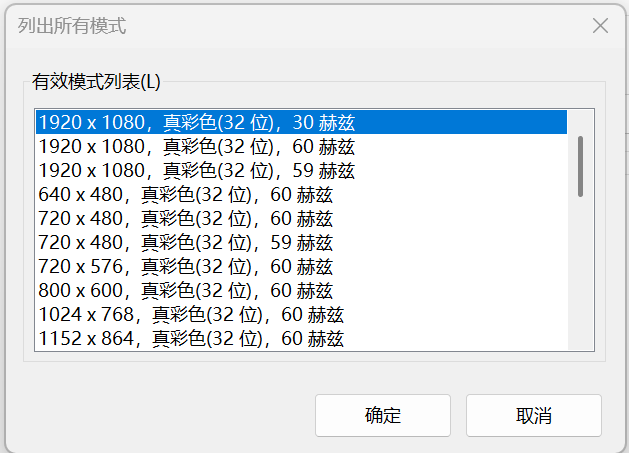 列出所有模式
有效模式列表(L)
1920 x 1080，真彩色(32 位)，30 赫兹
1920 x 1080，真彩色(32 位)，60 赫兹
1920 x 1080，真彩色(32 位)，59 赫兹
640 x 480，真彩色(32 位)，60 赫兹
720 x 480，真彩色(32 位)，60 赫兹
720 x 480，真彩色(32 位)，59 赫兹
720 x 576，真彩色(32 位)，60 赫兹
800 x 600，真彩色(32 位)，60 赫兹
1024 x 768，真彩色(32 位)，60 赫兹
1152 x 864，真彩色(32 位)，60 赫兹
确定
取消